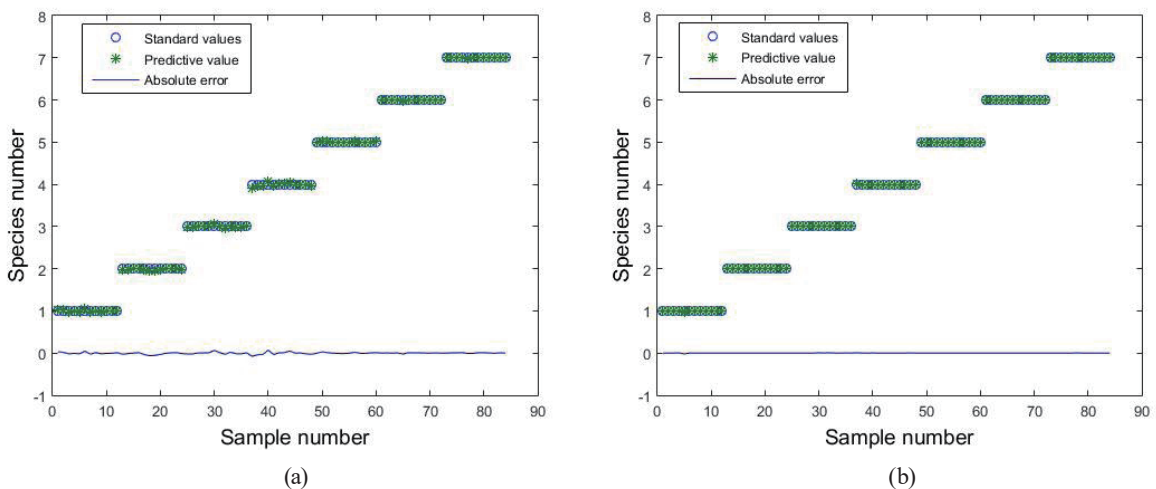 8
7
6
5
4
3
2
1
0
-1
Species number
Standard values
Predictive value
Absolute error
0 10 20 30 40 50 60 70 80 90
Sample number
(a)
8
7
6
5
4
3
2
1
0
-1
Species number
Standard values
Predictive value
Absolute error
0 10 20 30 40 50 60 70 80 90
Sample number
(b)